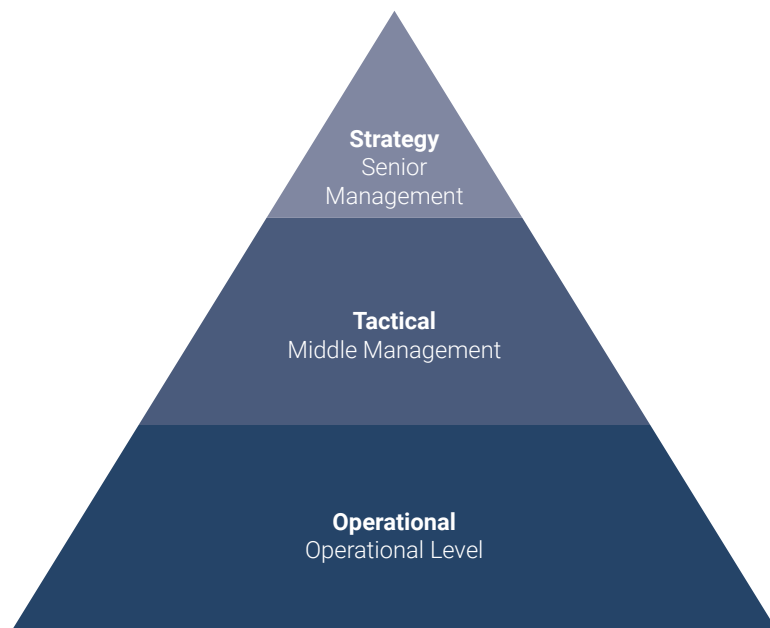 Strategy
Senior
Management
Tactical
Middle Management
Operational
Operational Level